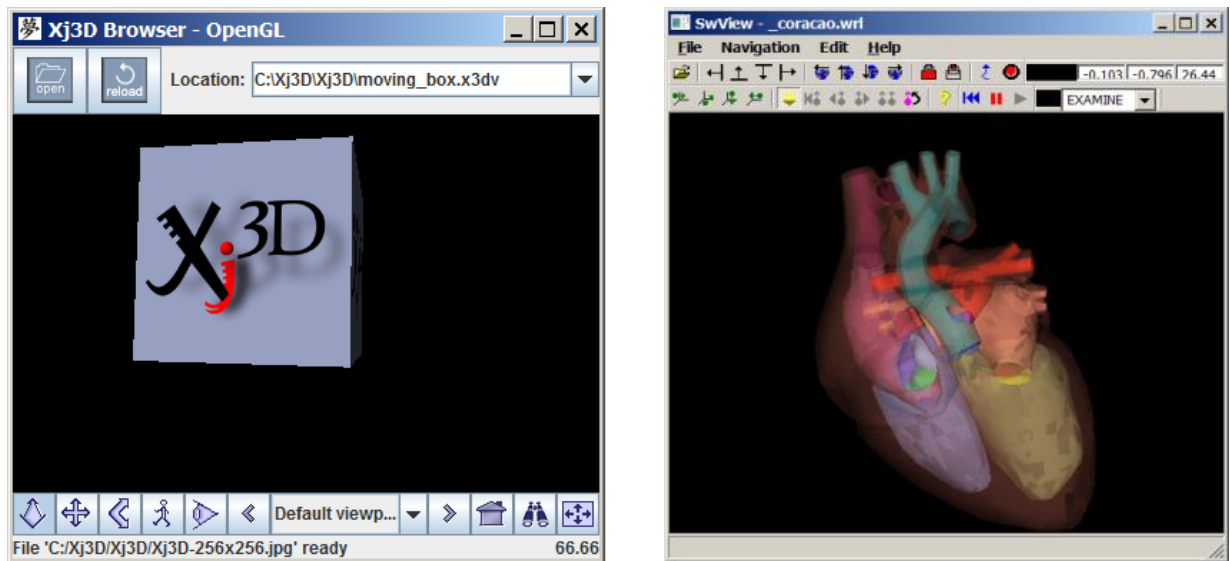 夢 Xj3D Browser - OpenGL
open
reload
Location: C:\Xj3D\Xj3D\moving_box.x3dv
Xj3D
Default viewp...
File 'C:/Xj3D/Xj3D/Xj3D-256x256.jpg' ready 66.66
SwView - _coracao.wrl
File Navigation Edit Help
-0.103 -0.796 26.44
EXAMINE